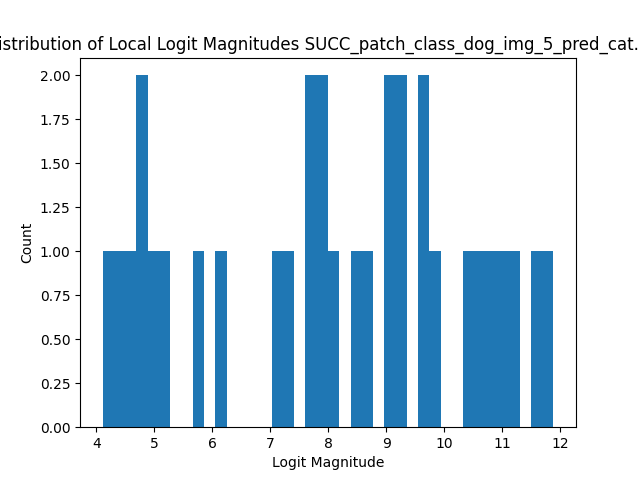 istribution of Local Logit Magnitudes SUCC_patch_class_dog_img_5_pred_cat.
2.00
1.75
1.50
1.25
1.00
0.75
0.50
0.25
0.00
Count
4 5 6 7 8 9 10 11 12
Logit Magnitude